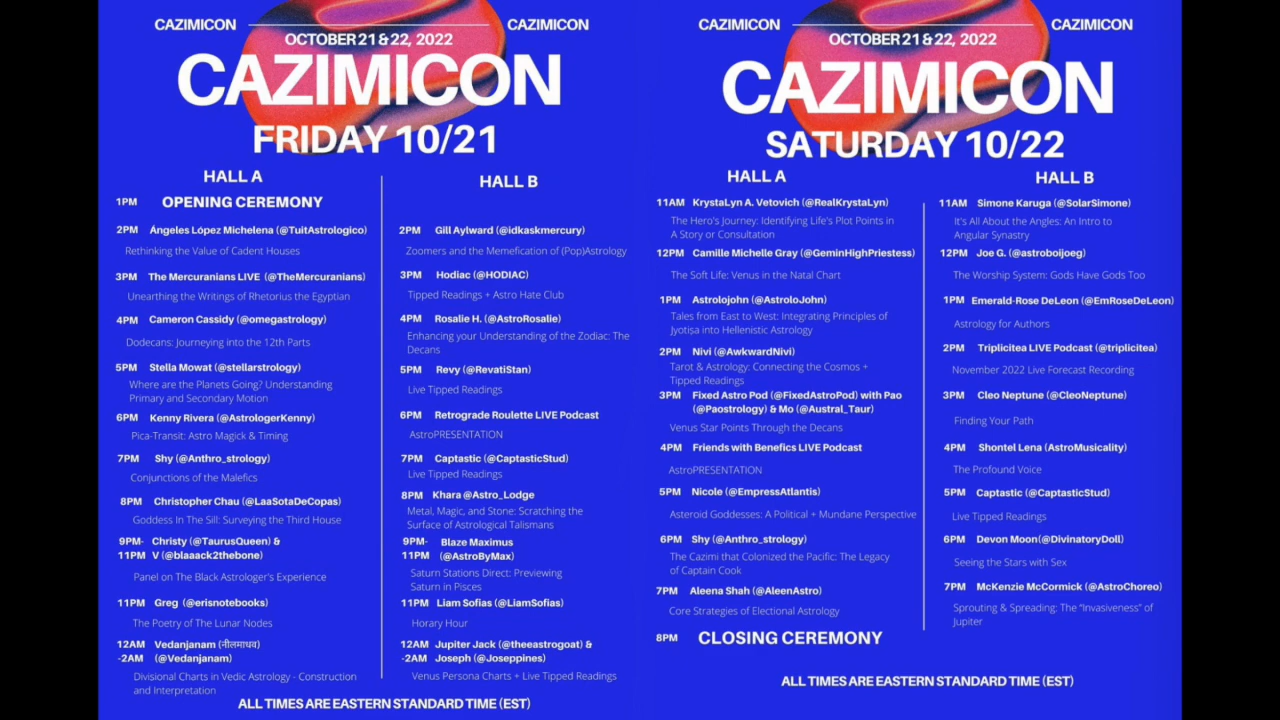 CAZIMICON CAZIMICON
OCTOBER 21 & 22, 2022
CAZIMICON
FRIDAY 10/21
HALL A
1PM OPENING CEREMONY
2PM Ángeles López Michelena (@TuitAstrologico)
Rethinking the Value of Cadent Houses
3PM The Mercuranians LIVE (@TheMercuranians)
Unearthing the Writings of Rhetorius the Egyptian
4PM Cameron Cassidy (@omegastrology)
Dodecans: Journeying into the 12th Parts
5PM Stella Mowat (@stellarstrology)
Where are the Planets Going? Understanding
Primary and Secondary Motion
6PM Kenny Rivera (@AstrologerKenny)
Pica-Transit: Astro Magick & Timing
7PM Shy (@Anthro_strology)
Conjunctions of the Malefics
8PM Christopher Chau (@LaaSotaDeCopas)
Goddess In The Sill: Surveying the Third House
9PM- Christy (@TaurusQueen) &
11PM V (@blaaack2thebone)
Panel on The Black Astrologer's Experience
11PM Greg (@erisnotebooks)
The Poetry of The Lunar Nodes
12AM Vedanjanam (नीलमाधव)
-2AM (@Vedanjanam)
Divisional Charts in Vedic Astrology - Construction
and Interpretation
HALL B
2PM Gill Aylward (@idkaskmercury)
Zoomers and the Memefication of (Pop)Astrology
3PM Hodiac (@HODIAC)
Tipped Readings + Astro Hate Club
4PM Rosalie H. (@AstroRosalie)
Enhancing your Understanding of the Zodiac: The
Decans
5PM Revy (@RevatiStan)
Live Tipped Readings
6PM Retrograde Roulette LIVE Podcast
AstroPRESENTATION
7PM Captastic (@CaptasticStud)
Live Tipped Readings
8PM Khara @Astro_Lodge
Metal, Magic, and Stone: Scratching the
Surface of Astrological Talismans
9PM- Blaze Maximus
11PM (@AstroByMax)
Saturn Stations Direct: Previewing
Saturn in Pisces
11PM Liam Sofias (@LiamSofias)
Horary Hour
12AM Jupiter Jack (@theeastrogoat) &
-2AM Joseph (@Joseppines)
Venus Persona Charts + Live Tipped Readings
ALL TIMES ARE EASTERN STANDARD TIME (EST)
CAZIMICON CAZIMICON
OCTOBER 21 & 22, 2022
CAZIMICON
SATURDAY 10/22
HALL A
11AM KrystaLyn A. Vetovich (@RealKrystaLyn)
The Hero's Journey: Identifying Life's Plot Points in
A Story or Consultation
12PM Camille Michelle Gray (@GeminHighPriestess)
The Soft Life: Venus in the Natal Chart
1PM Astrolojohn (@AstroloJohn)
Tales from East to West: Integrating Principles of
Jyotiṣa into Hellenistic Astrology
2PM Nivi (@AwkwardNivi)
Tarot & Astrology: Connecting the Cosmos +
Tipped Readings
3PM Fixed Astro Pod (@FixedAstroPod) with Pao
(@Paostrology) & Mo (@Austral_Taur)
Venus Star Points Through the Decans
4PM Friends with Benefics LIVE Podcast
AstroPRESENTATION
5PM Nicole (@EmpressAtlantis)
Asteroid Goddesses: A Political + Mundane Perspective
6PM Shy (@Anthro_strology)
The Cazimi that Colonized the Pacific: The Legacy
of Captain Cook
7PM Aleena Shah (@AleenAstro)
Core Strategies of Electional Astrology
8PM CLOSING CEREMONY
HALL B
11AM Simone Karuga (@SolarSimone)
It's All About the Angles: An Intro to
Angular Synastry
12PM Joe G. (@astroboijoeg)
The Worship System: Gods Have Gods Too
1PM Emerald-Rose DeLeon (@EmRoseDeLeon)
Astrology for Authors
2PM Triplicitea LIVE Podcast (@triplicitea)
November 2022 Live Forecast Recording
3PM Cleo Neptune (@CleoNeptune)
Finding Your Path
4PM Shontel Lena (AstroMusicality)
The Profound Voice
5PM Captastic (@CaptasticStud)
Live Tipped Readings
6PM Devon Moon(@DivinatoryDoll)
Seeing the Stars with Sex
7PM McKenzie McCormick (@AstroChoreo)
Sprouting & Spreading: The “Invasiveness” of
Jupiter
ALL TIMES ARE EASTERN STANDARD TIME (EST)